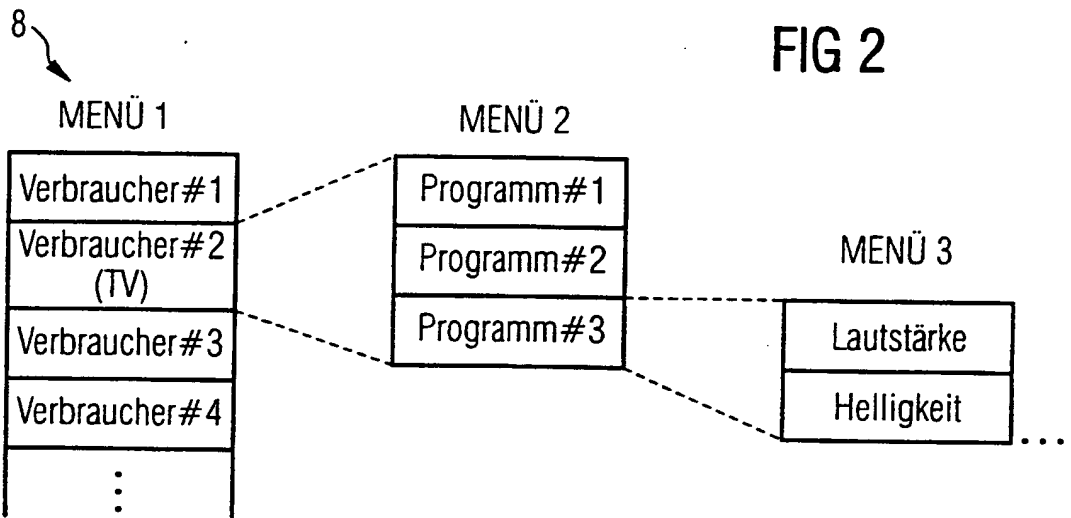 8
FIG 2
MENÜ 1
Verbraucher#1
Verbraucher#2
(TV)
Verbraucher#3
Verbraucher#4
MENÜ 2
Programm#1
Programm#2
Programm#3
MENÜ 3
Lautstärke
Helligkeit